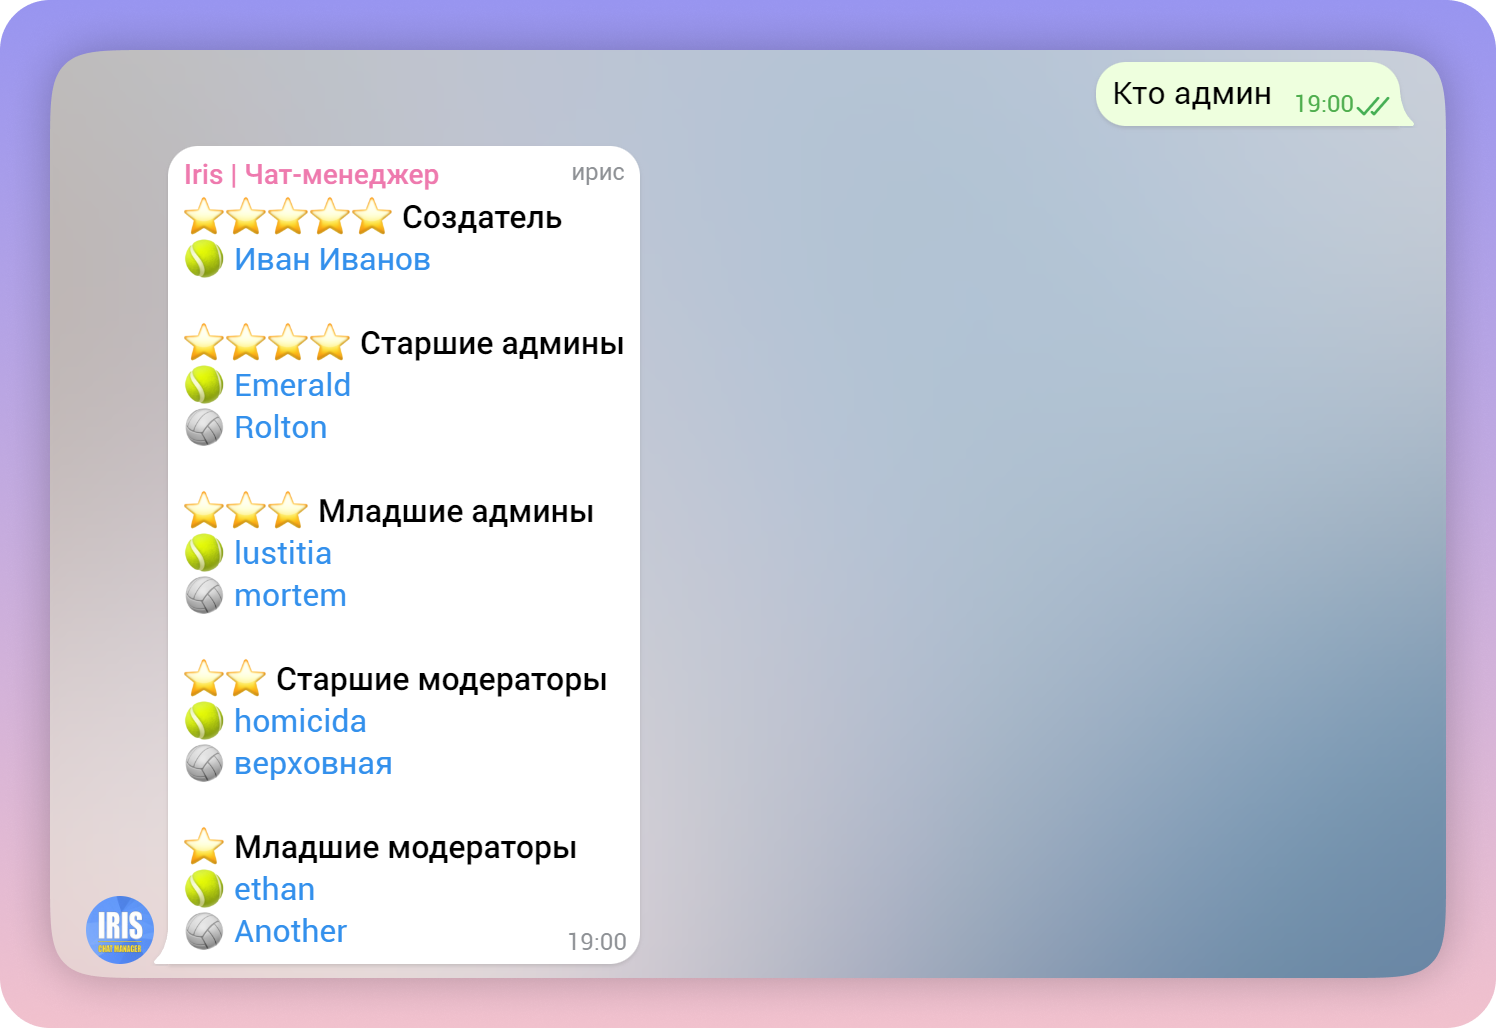 Кто админ
19:00
Iris | Чат-менеджер
ирис
Создатель
Иван Иванов
Старшие админы
Emerald
Rolton
Младшие админы
lustitia
mortem
Старшие модераторы
homicida
верховная
Младшие модераторы
ethan
Another
19:00
IRIS
CHAT MANAGER